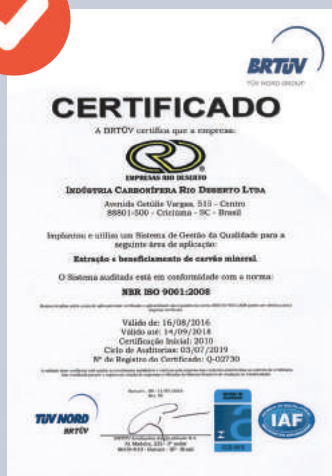 BRTÜV
TÜV NORD GROUP
CERTIFICADO
A BRTÜV certifica que a empresa:
EMPRESAS RIO DESERTO
INDÚSTRIA CARBONÍFERA RIO DESERTO LTDA
Avenida Getúlio Vargas, 515 - Centro
88801-500 - Criciúma - SC - Brasil
Implantou e utiliza um Sistema de Gestão da Qualidade para a
seguinte área de aplicação:
Extração e beneficiamento de carvão mineral.
O Sistema auditado está em conformidade com a norma:
NBR ISO 9001:2008
Válido de: 16/08/2016
Válido até: 14/09/2018
Certificação Inicial: 2010
Ciclo de Auditorias: 03/07/2019
Nº de Registro do Certificado: Q-02730
TÜV NORD
BRTÜV
IAF